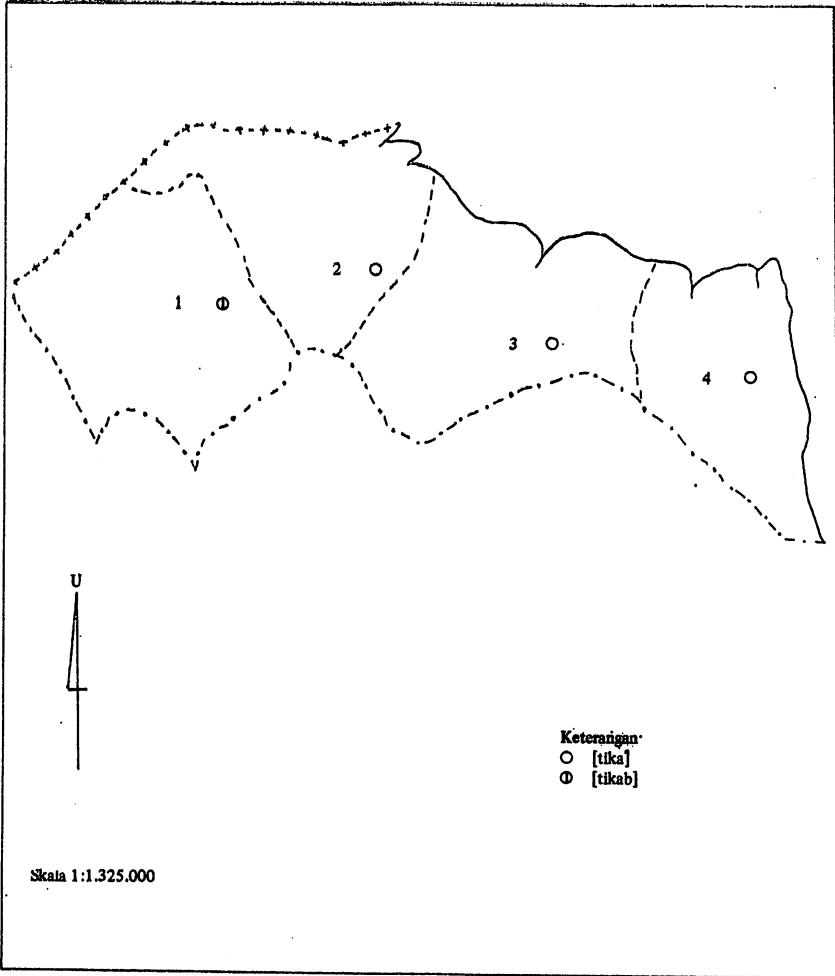 2
1
3
4
U
Keterangan
[tika]
[tikab]
Skala 1:1.325.000